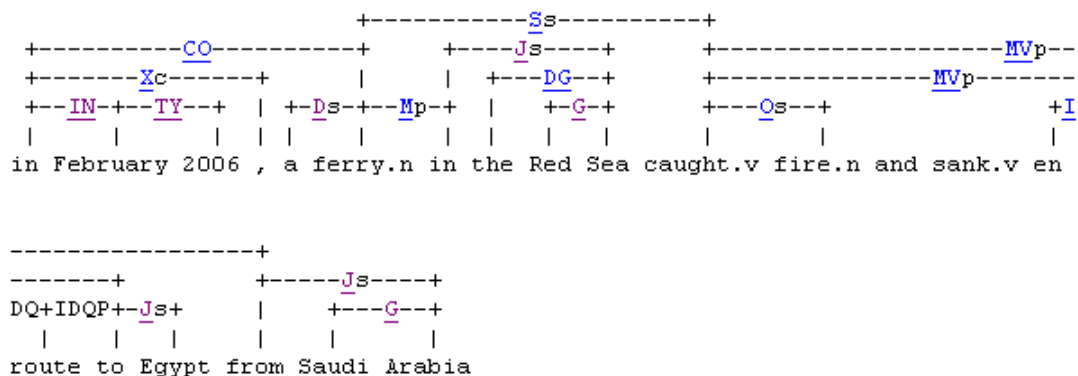 +-----------Ss----------+
+---------CO----------+ +----Js----+ +-------------------MVp---
+------Xc------+ | | +--DG--+ +--------------MVp------
+--IN-+--TY--+ | +-Ds-+--Mp-+ | +-G-+ +---Os--+ +I
| | | | | | | | | | | | |
in February 2006 , a ferry.n in the Red Sea caught.v fire.n and sank.v en
-----------------+
-------+ +-----Js----+
DQ+IDQP+-Js+ | +---G--+
| | | | | |
route to Egypt from Saudi Arabia